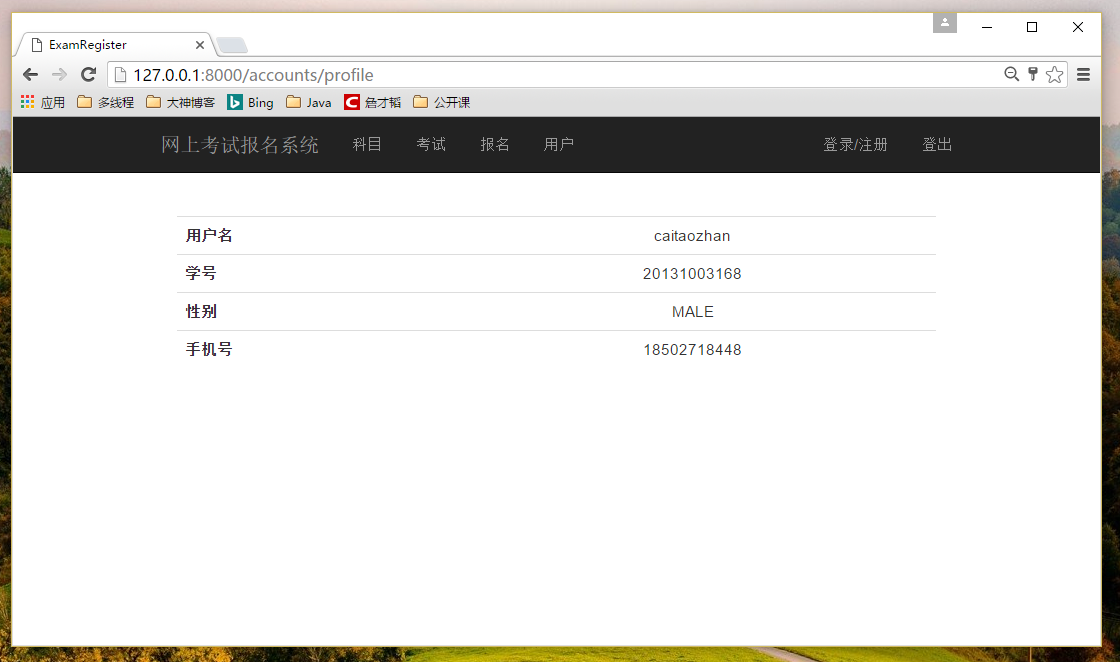 ExamRegister
127.0.0.1:8000/accounts/profile
应用 多线程 大神博客 Bing Java 危才韬 公开课
网上考试报名系统 科目 考试 报名 用户 登录/注册 登出
用户名 caitaozhan
学号 20131003168
性别 MALE
手机号 18502718448